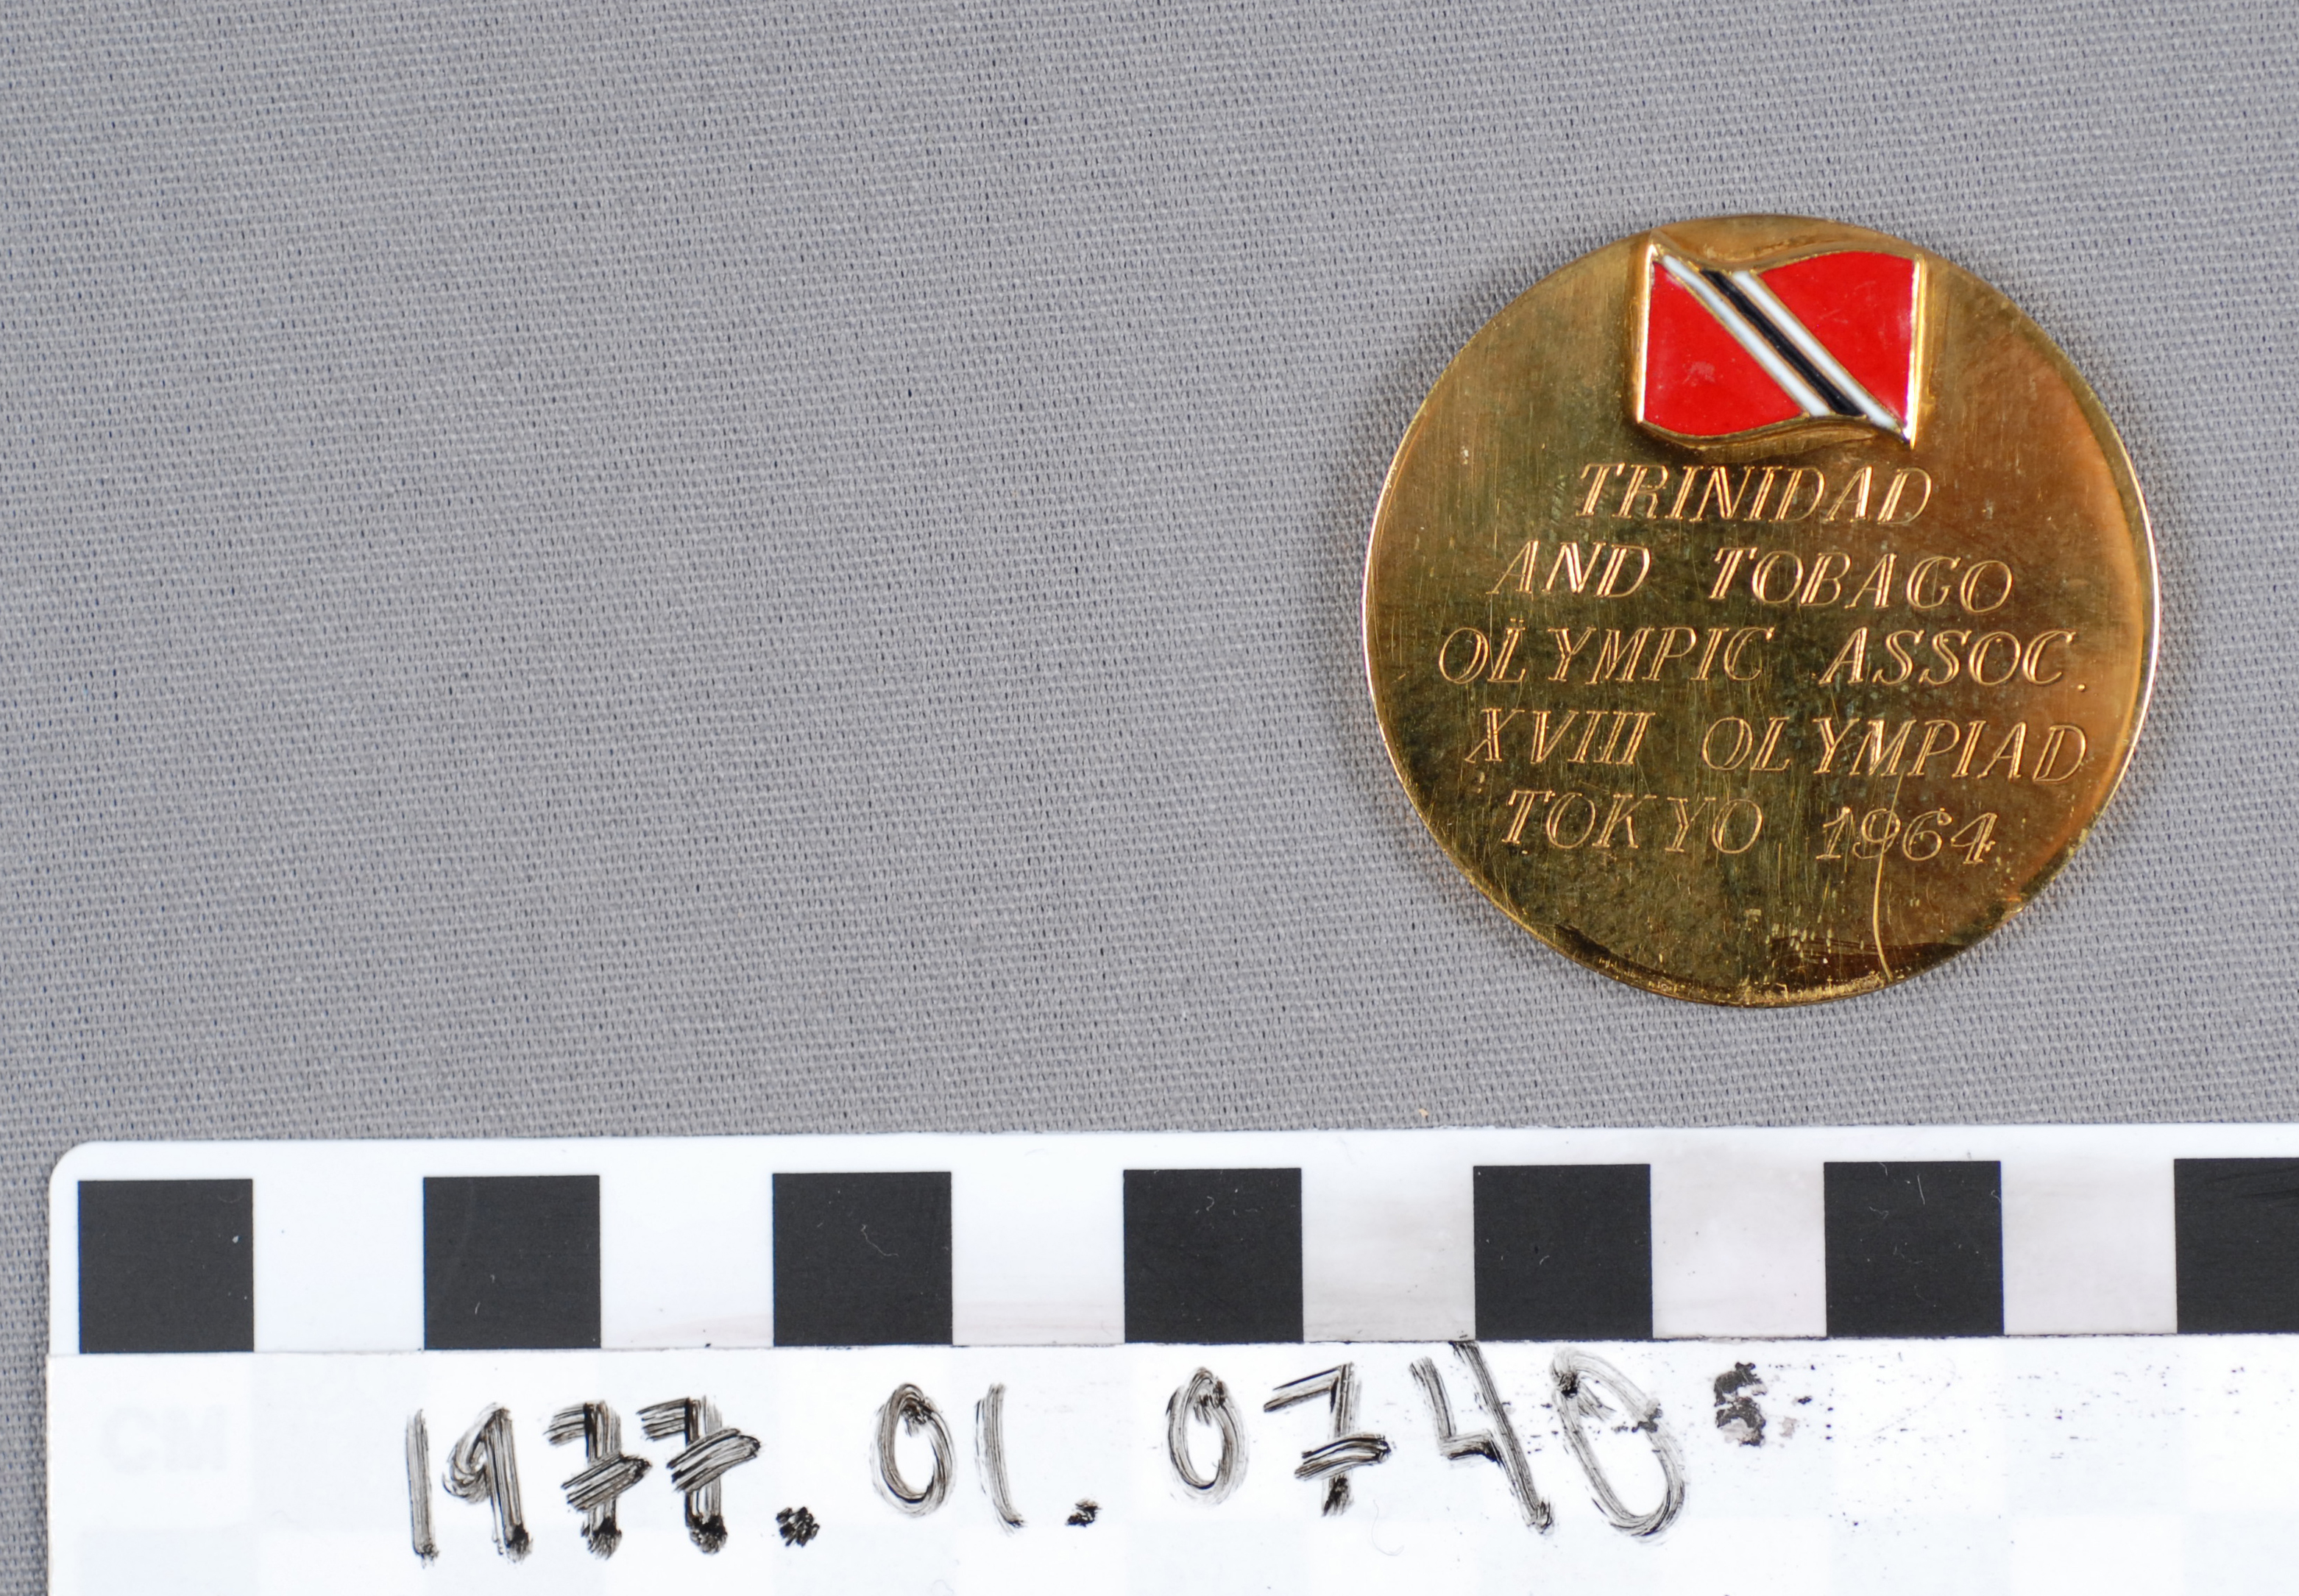 TRINIDAD
AND TOBAGO
OLYMPIC ASSOC.
XVIII OLYMPIAD
TOKYO 1964
1977.01.0740